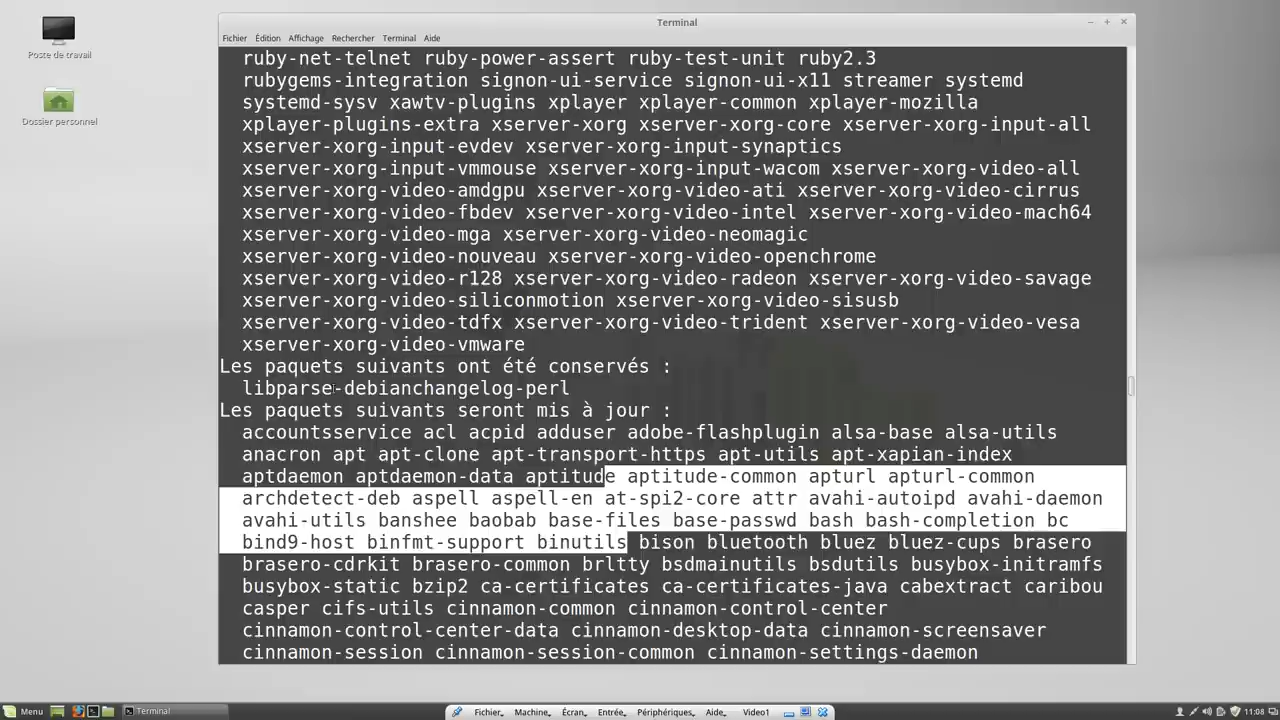 Terminal
Poste de travail
Dossier personnel
Fichier Édition Affichage Rechercher Terminal Aide
ruby-net-telnet ruby-power-assert ruby-test-unit ruby2.3
rubygems-integration signon-ui-service signon-ui-x11 streamer systemd
systemd-sysv xawtv-plugins xplayer xplayer-common xplayer-mozilla
xplayer-plugins-extra xserver-xorg xserver-xorg-core xserver-xorg-input-all
xserver-xorg-input-evdev xserver-xorg-input-synaptics
xserver-xorg-input-vmmouse xserver-xorg-input-wacom xserver-xorg-video-all
xserver-xorg-video-amdgpu xserver-xorg-video-ati xserver-xorg-video-cirrus
xserver-xorg-video-fbdev xserver-xorg-video-intel xserver-xorg-video-mach64
xserver-xorg-video-mga xserver-xorg-video-neomagic
xserver-xorg-video-nouveau xserver-xorg-video-openchrome
xserver-xorg-video-r128 xserver-xorg-video-radeon xserver-xorg-video-savage
xserver-xorg-video-siliconmotion xserver-xorg-video-sisusb
xserver-xorg-video-tdfx xserver-xorg-video-trident xserver-xorg-video-vesa
xserver-xorg-video-vmware
Les paquets suivants ont été conservés :
libparse-debianchangelog-perl
Les paquets suivants seront mis à jour :
accountsservice acl acpid adduser adobe-flashplugin alsa-base alsa-utils
anacron apt apt-clone apt-transport-https apt-utils apt-xapian-index
aptdaemon aptdaemon-data aptitude aptitude-common apturl apturl-common
archdetect-deb aspell aspell-en at-spi2-core attr avahi-autoipd avahi-daemon
avahi-utils banshee baobab base-files base-passwd bash bash-completion bc
bind9-host binfmt-support binutils bison bluetooth bluez bluez-cups brasero
brasero-cdrkit brasero-common brltty bsdmainutils bsdutils busybox-initramfs
busybox-static bzip2 ca-certificates ca-certificates-java cabextract caribou
casper cifs-utils cinnamon-common cinnamon-control-center
cinnamon-control-center-data cinnamon-desktop-data cinnamon-screensaver
cinnamon-session cinnamon-session-common cinnamon-settings-daemon
Menu Terminal Fichier Machine Écran Entrée Périphériques Aide Video1 11:08